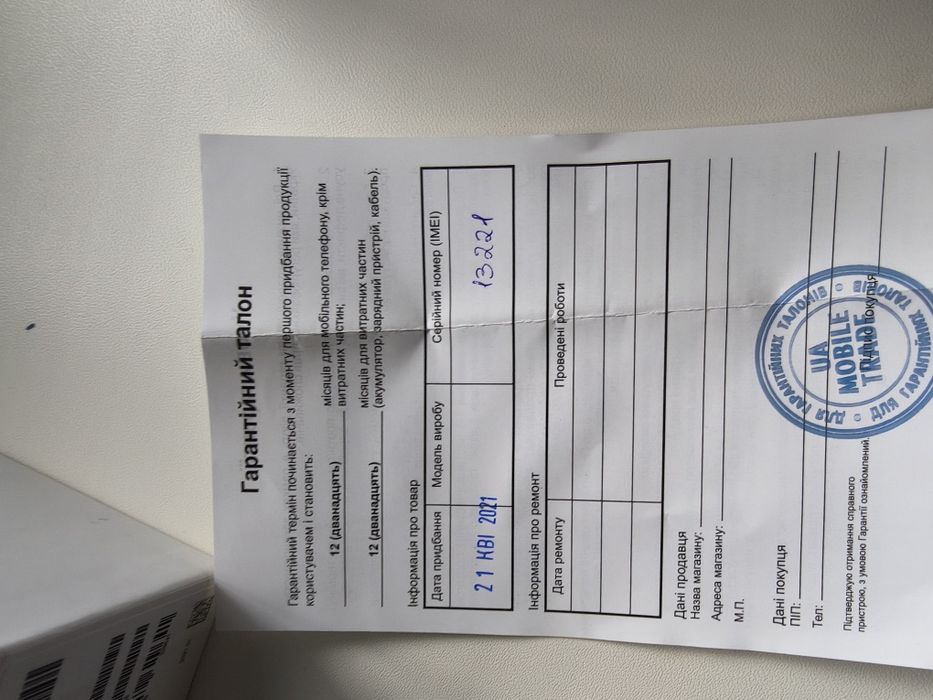 Гарантійний талон
Гарантійний термін починається з моменту першого придбання продукції
користувачем і становить:
12 (дванадцять) місяців для мобільного телефону, крім
витратних частин;
12 (дванадцять) місяців для витратних частин
(акумулятор, зарядний пристрій, кабель).
Інформація про товар
Дата придбання Модель виробу Серійний номер (IMEI)
21 КВІ 2021 13221
Інформація про ремонт
Дата ремонту Проведені роботи
Дані продавця
Назва магазину:
Адреса магазину:
М.П.
Дані покупця
ПІП:
Тел:
Підтверджую отримання справного
пристрою, з умовою Гарантії ознайомлений.
Підпис покупця
ДЛЯ ГАРАНТІЙНИХ ТАЛОНІВ
ДЛЯ ГАРАНТІЙНИХ ТАЛОНІВ
UA
MOBILE
TRADE